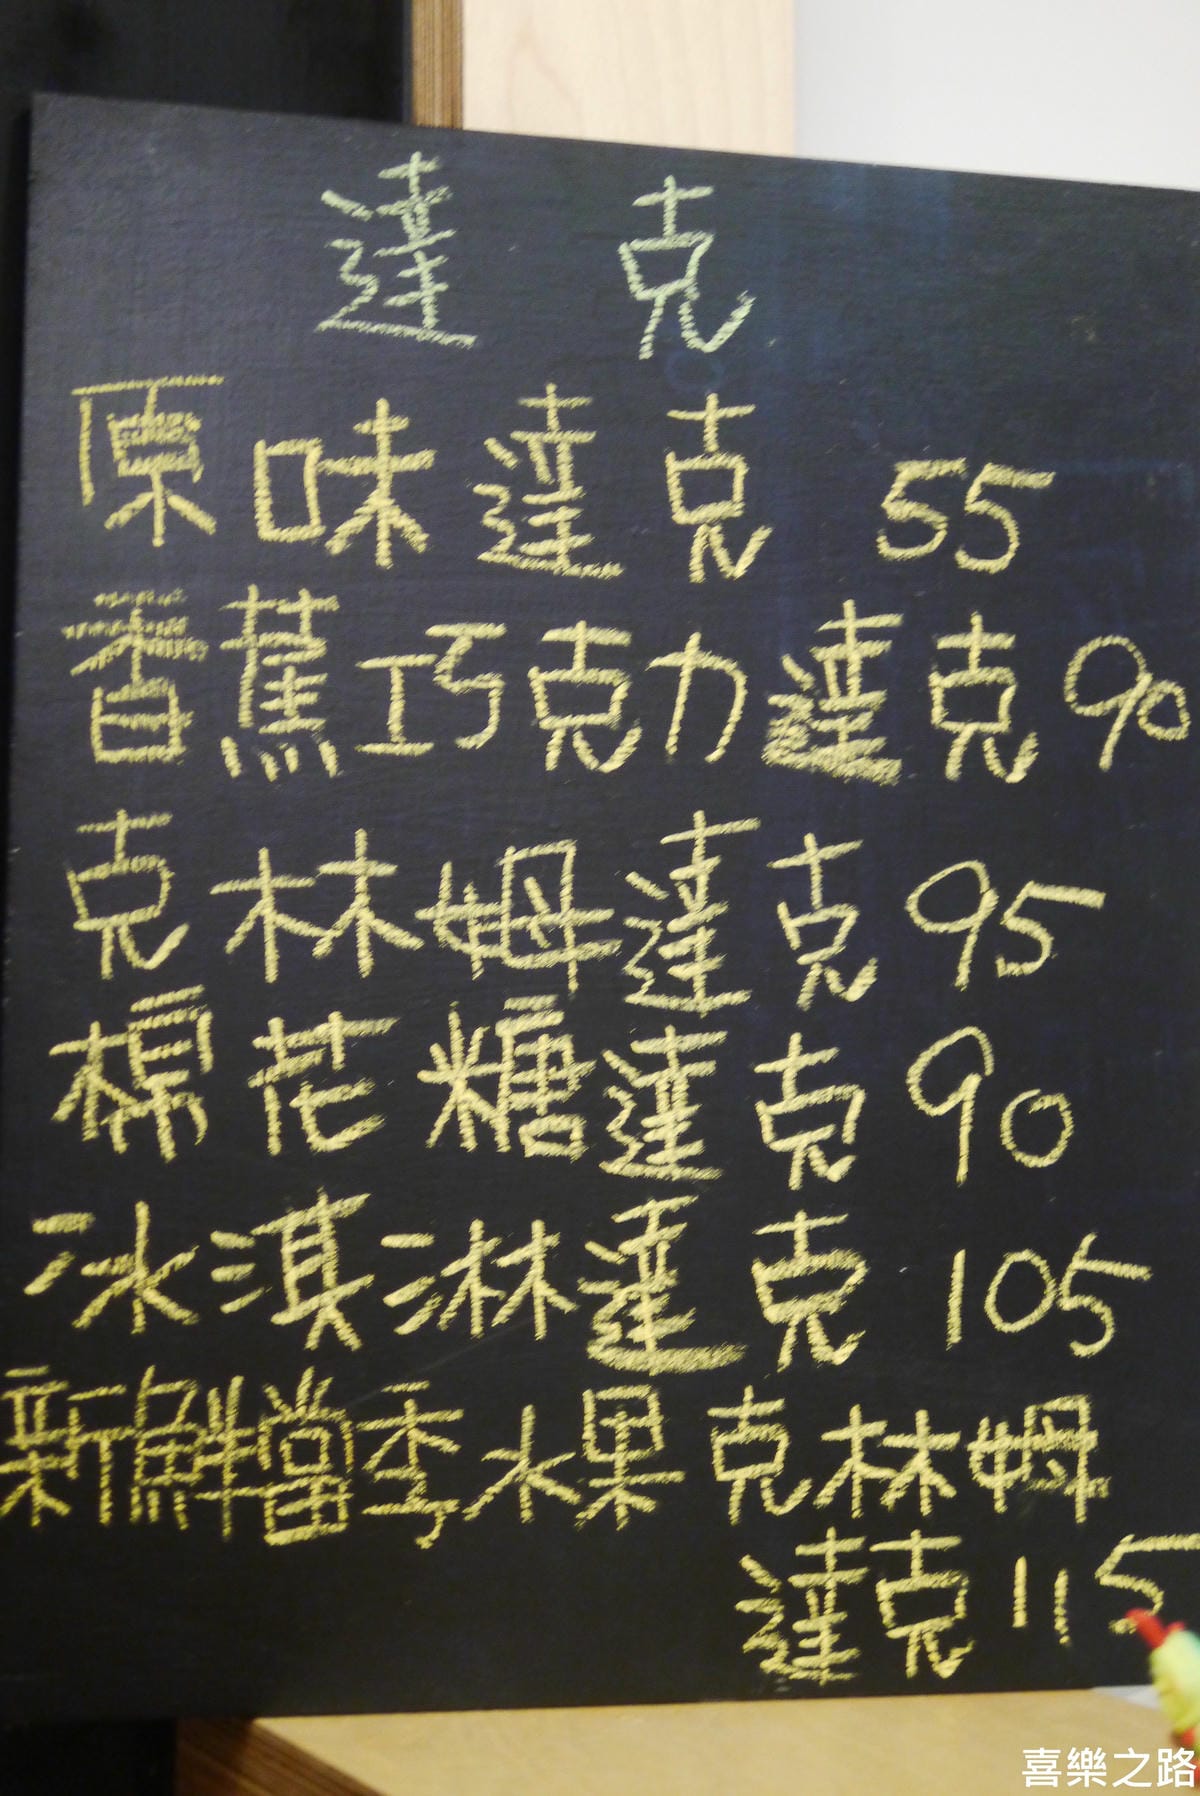 達克
原味達克 55
香蕉巧克力達克 90
克林姆達克 95
棉花糖達克 90
冰淇淋達克 105
新鮮當季水果克林姆
達克 115
喜樂之路